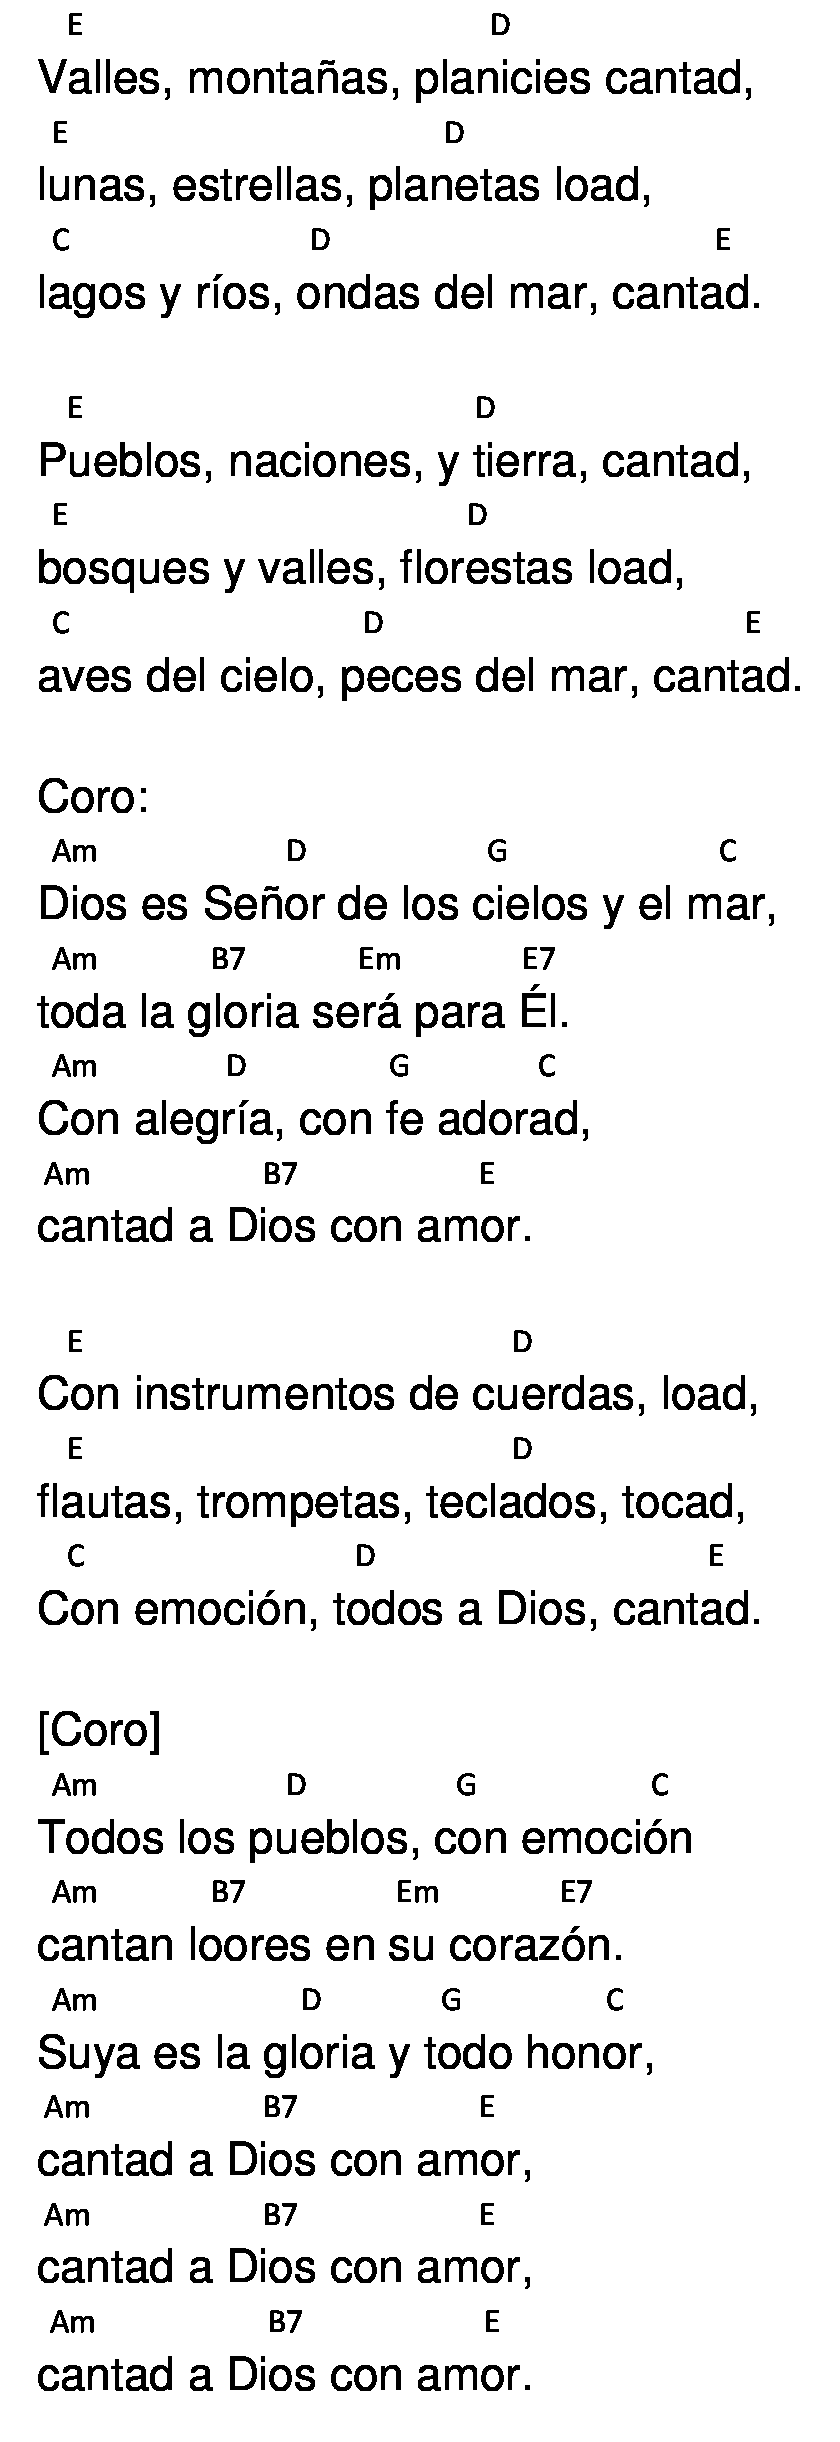 E D
Valles, montañas, planicies cantad,
E D
lunas, estrellas, planetas load,
C D E
lagos y ríos, ondas del mar, cantad.
E D
Pueblos, naciones, y tierra, cantad,
E D
bosques y valles, florestas load,
C D E
aves del cielo, peces del mar, cantad.
Coro:
Am D G C
Dios es Señor de los cielos y el mar,
Am B7 Em E7
toda la gloria será para Él.
Am D G C
Con alegría, con fe adorad,
Am B7 E
cantad a Dios con amor.
E D
Con instrumentos de cuerdas, load,
E D
flautas, trompetas, teclados, tocad,
C D E
Con emoción, todos a Dios, cantad.
[Coro]
Am D G C
Todos los pueblos, con emoción
Am B7 Em E7
cantan loores en su corazón.
Am D G C
Suya es la gloria y todo honor,
Am B7 E
cantad a Dios con amor,
Am B7 E
cantad a Dios con amor,
Am B7 E
cantad a Dios con amor.